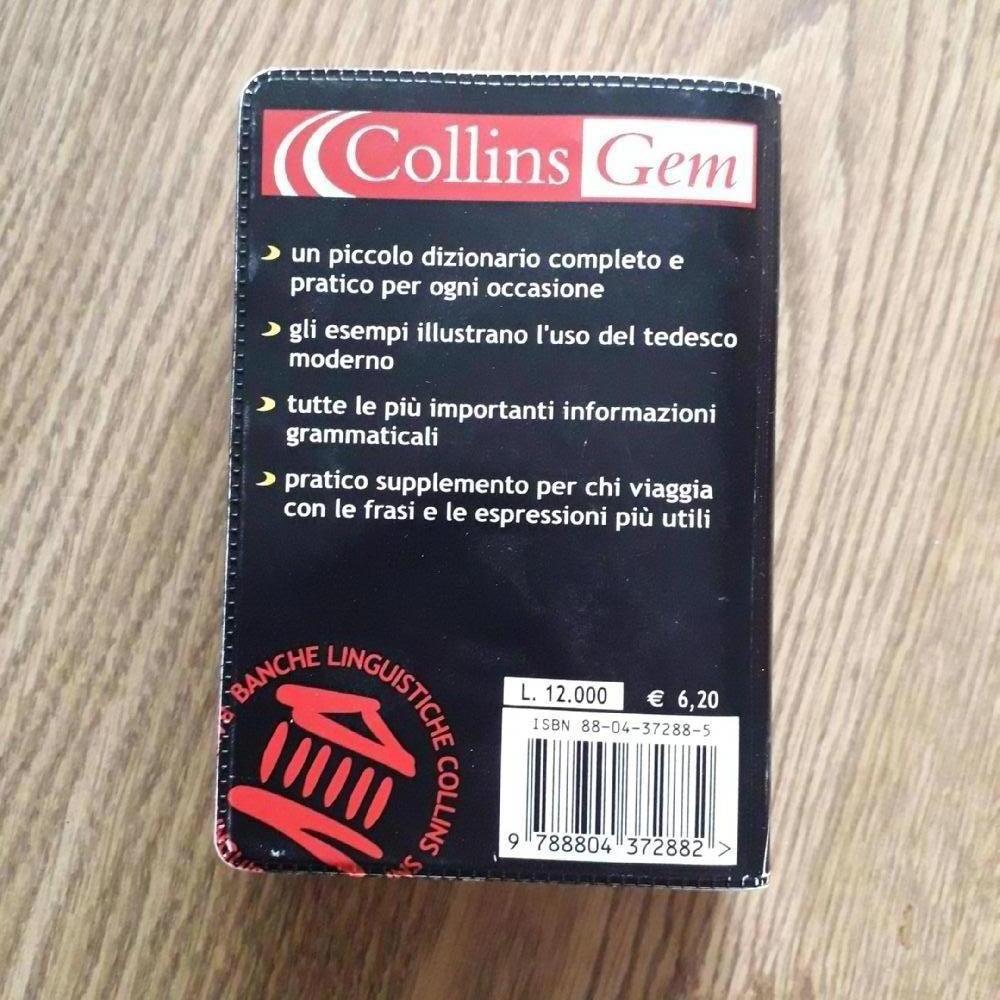 Collins Gem
un piccolo dizionario completo e
pratico per ogni occasione
gli esempi illustrano l'uso del tedesco
moderno
tutte le più importanti informazioni
grammaticali
pratico supplemento per chi viaggia
con le frasi e le espressioni più utili
BANCHE LINGUISTICHE COLLINS
L. 12.000 € 6,20
ISBN 88-04-37288-5
9 788804 372882 >